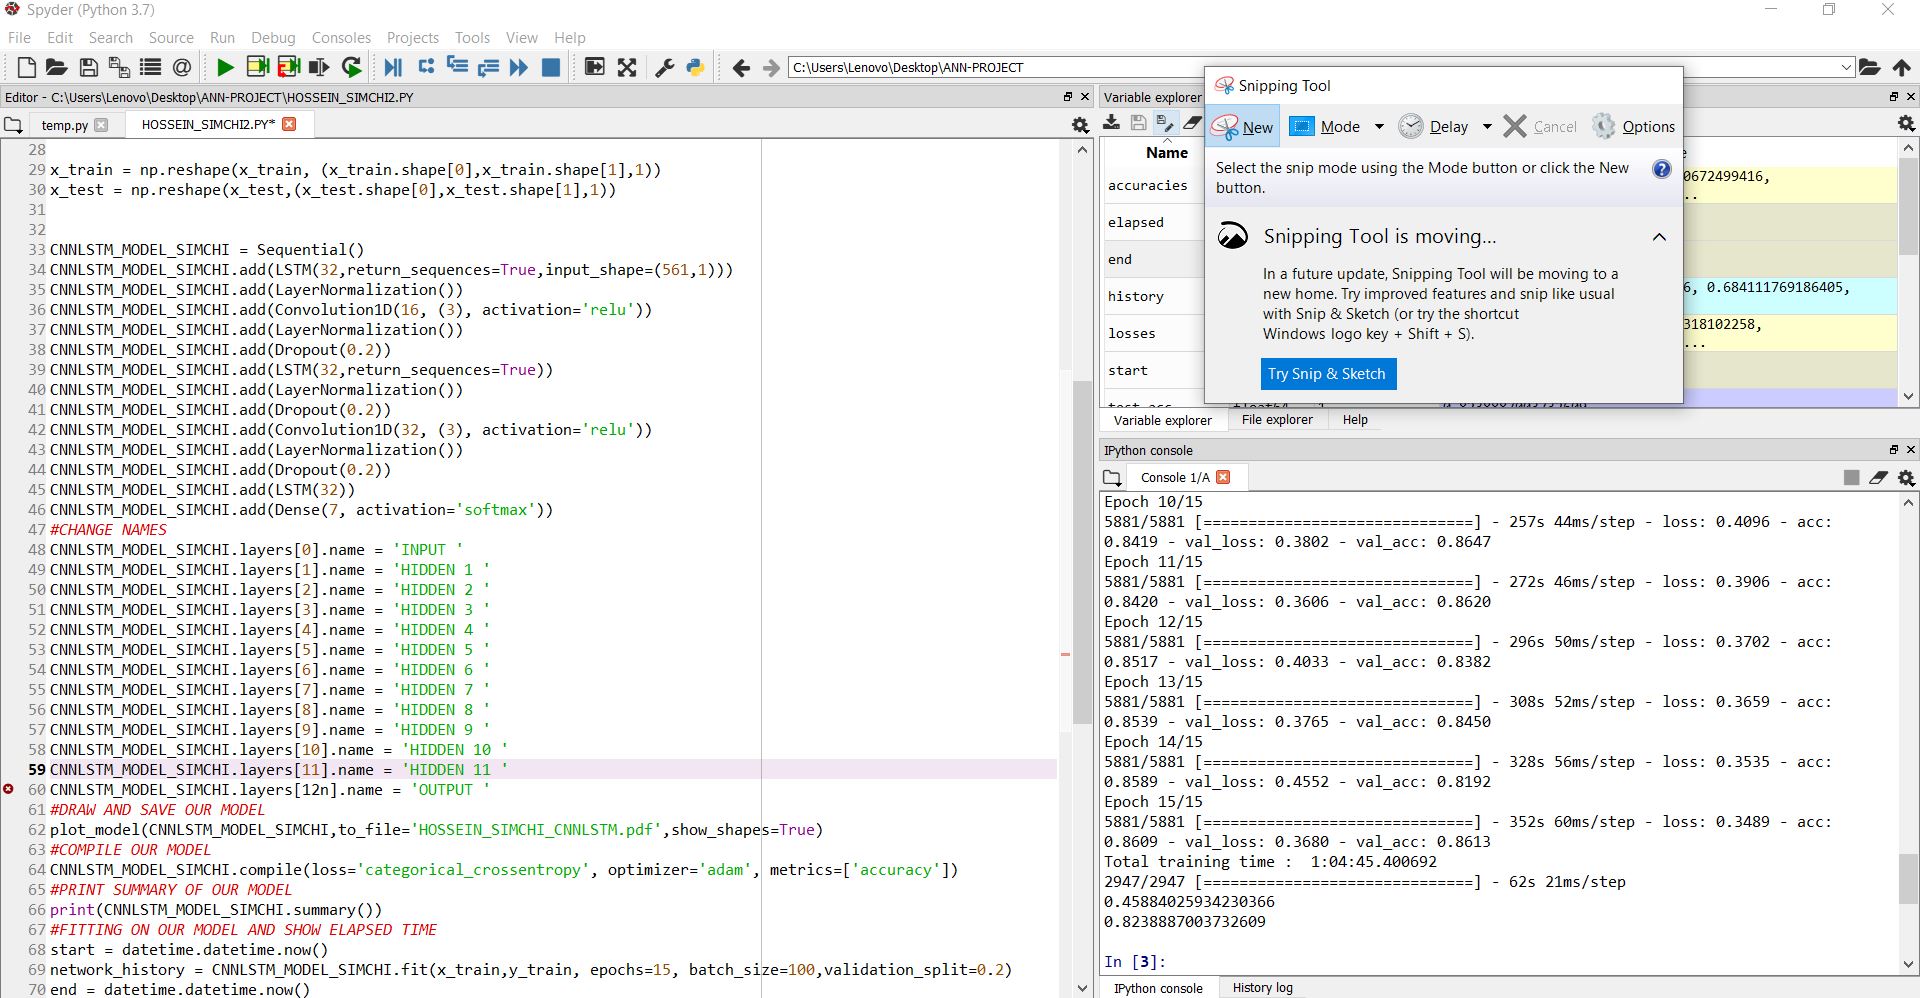 Spyder (Python 3.7)
File Edit Search Source Run Debug Consoles Projects Tools View Help
C:\Users\Lenovo\Desktop\ANN-PROJECT
Editor - C:\Users\Lenovo\Desktop\ANN-PROJECT\HOSSEIN_SIMCHI2.PY
temp.py HOSSEIN_SIMCHI2.PY*
28
29 x_train = np.reshape(x_train, (x_train.shape[0],x_train.shape[1],1))
30 x_test = np.reshape(x_test,(x_test.shape[0],x_test.shape[1],1))
31
32
33 CNNLSTM_MODEL_SIMCHI = Sequential()
34 CNNLSTM_MODEL_SIMCHI.add(LSTM(32,return_sequences=True,input_shape=(561,1)))
35 CNNLSTM_MODEL_SIMCHI.add(LayerNormalization())
36 CNNLSTM_MODEL_SIMCHI.add(Convolution1D(16, (3), activation='relu'))
37 CNNLSTM_MODEL_SIMCHI.add(LayerNormalization())
38 CNNLSTM_MODEL_SIMCHI.add(Dropout(0.2))
39 CNNLSTM_MODEL_SIMCHI.add(LSTM(32,return_sequences=True))
40 CNNLSTM_MODEL_SIMCHI.add(LayerNormalization())
41 CNNLSTM_MODEL_SIMCHI.add(Dropout(0.2))
42 CNNLSTM_MODEL_SIMCHI.add(Convolution1D(32, (3), activation='relu'))
43 CNNLSTM_MODEL_SIMCHI.add(LayerNormalization())
44 CNNLSTM_MODEL_SIMCHI.add(Dropout(0.2))
45 CNNLSTM_MODEL_SIMCHI.add(LSTM(32))
46 CNNLSTM_MODEL_SIMCHI.add(Dense(7, activation='softmax'))
47 #CHANGE NAMES
48 CNNLSTM_MODEL_SIMCHI.layers[0].name = 'INPUT '
49 CNNLSTM_MODEL_SIMCHI.layers[1].name = 'HIDDEN 1 '
50 CNNLSTM_MODEL_SIMCHI.layers[2].name = 'HIDDEN 2 '
51 CNNLSTM_MODEL_SIMCHI.layers[3].name = 'HIDDEN 3 '
52 CNNLSTM_MODEL_SIMCHI.layers[4].name = 'HIDDEN 4 '
53 CNNLSTM_MODEL_SIMCHI.layers[5].name = 'HIDDEN 5 '
54 CNNLSTM_MODEL_SIMCHI.layers[6].name = 'HIDDEN 6 '
55 CNNLSTM_MODEL_SIMCHI.layers[7].name = 'HIDDEN 7 '
56 CNNLSTM_MODEL_SIMCHI.layers[8].name = 'HIDDEN 8 '
57 CNNLSTM_MODEL_SIMCHI.layers[9].name = 'HIDDEN 9 '
58 CNNLSTM_MODEL_SIMCHI.layers[10].name = 'HIDDEN 10 '
59 CNNLSTM_MODEL_SIMCHI.layers[11].name = 'HIDDEN 11 '
60 CNNLSTM_MODEL_SIMCHI.layers[12n].name = 'OUTPUT '
61 #DRAW AND SAVE OUR MODEL
62 plot_model(CNNLSTM_MODEL_SIMCHI,to_file='HOSSEIN_SIMCHI_CNNLSTM.pdf',show_shapes=True)
63 #COMPILE OUR MODEL
64 CNNLSTM_MODEL_SIMCHI.compile(loss='categorical_crossentropy', optimizer='adam', metrics=['accuracy'])
65 #PRINT SUMMARY OF OUR MODEL
66 print(CNNLSTM_MODEL_SIMCHI.summary())
67 #FITTING ON OUR MODEL AND SHOW ELAPSED TIME
68 start = datetime.datetime.now()
69 network_history = CNNLSTM_MODEL_SIMCHI.fit(x_train,y_train, epochs=15, batch_size=100,validation_split=0.2)
70 end = datetime.datetime.now()
Variable explorer
Name
accuracies 0672499416,
..
elapsed
end
history 6, 0.684111769186405,
losses 318102258,
...
start
Snipping Tool
New Mode Delay Cancel Options
Select the snip mode using the Mode button or click the New
button.
Snipping Tool is moving...
In a future update, Snipping Tool will be moving to a
new home. Try improved features and snip like usual
with Snip & Sketch (or try the shortcut
Windows logo key + Shift + S).
Try Snip & Sketch
Variable explorer File explorer Help
IPython console
Console 1/A
Epoch 10/15
5881/5881 [==============================] - 257s 44ms/step - loss: 0.4096 - acc:
0.8419 - val_loss: 0.3802 - val_acc: 0.8647
Epoch 11/15
5881/5881 [==============================] - 272s 46ms/step - loss: 0.3906 - acc:
0.8420 - val_loss: 0.3606 - val_acc: 0.8620
Epoch 12/15
5881/5881 [==============================] - 296s 50ms/step - loss: 0.3702 - acc:
0.8517 - val_loss: 0.4033 - val_acc: 0.8382
Epoch 13/15
5881/5881 [==============================] - 308s 52ms/step - loss: 0.3659 - acc:
0.8539 - val_loss: 0.3765 - val_acc: 0.8450
Epoch 14/15
5881/5881 [==============================] - 328s 56ms/step - loss: 0.3535 - acc:
0.8589 - val_loss: 0.4552 - val_acc: 0.8192
Epoch 15/15
5881/5881 [==============================] - 352s 60ms/step - loss: 0.3489 - acc:
0.8609 - val_loss: 0.3680 - val_acc: 0.8613
Total training time :  1:04:45.400692
2947/2947 [==============================] - 62s 21ms/step
0.45884025934230366
0.8238887003732609
In [3]:
IPython console History log